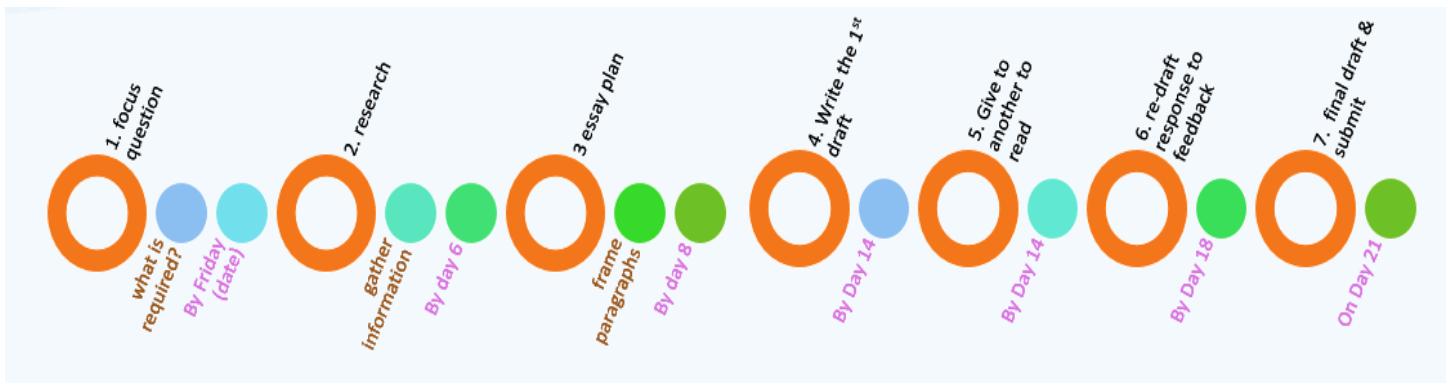 1. focus
question
what is
required?
By Friday
(date)
2. research
gather
information
By day 6
3 essay plan
frame
paragraphs
By day 8
4. Write the 1st
draft
By Day 14
5. Give to
another to
read
By Day 14
6. re-draft
response to
feedback
By Day 18
7. final draft &
submit
On Day 21